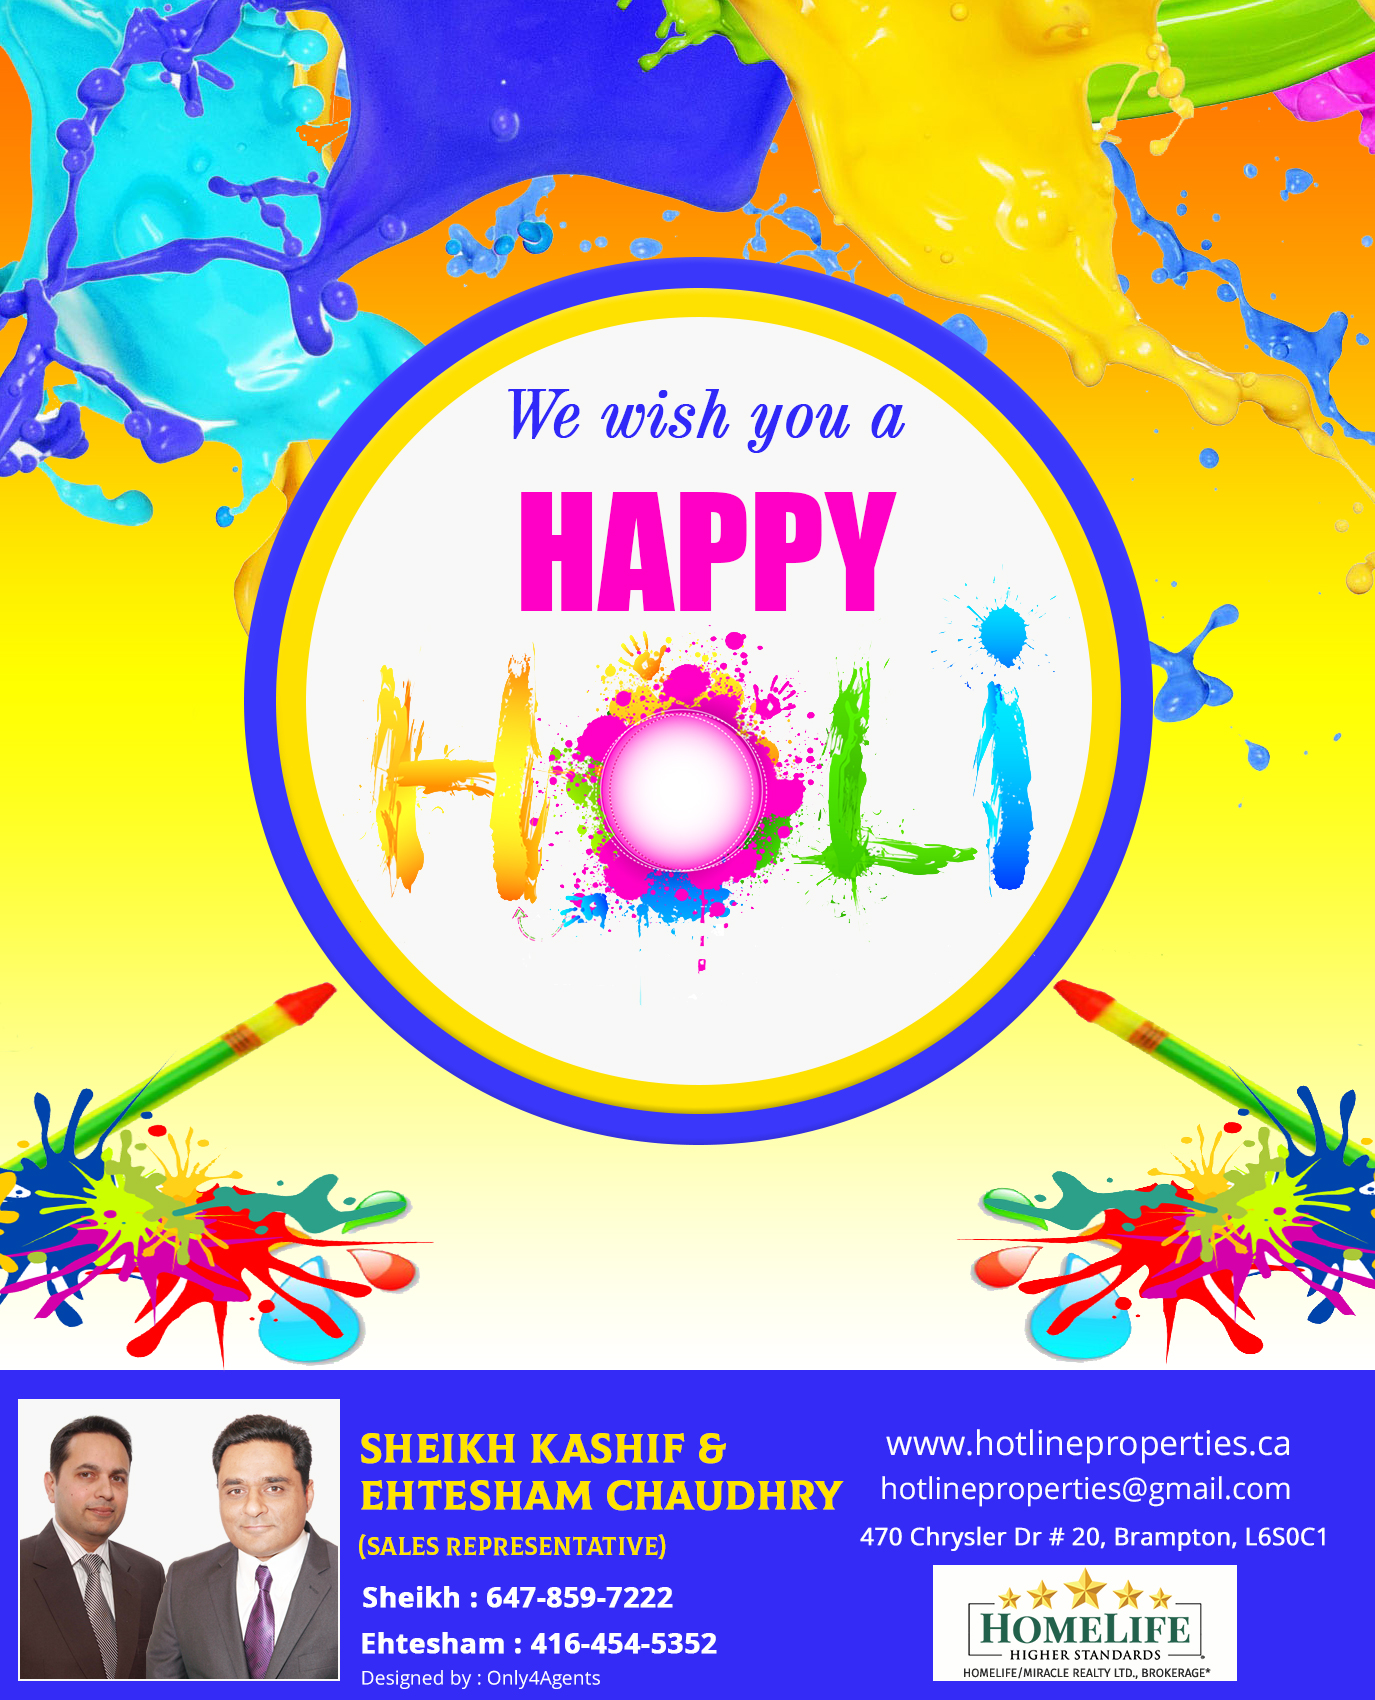 We wish you a
HAPPY
HOLi
SHEIKH KASHIF &
EHTESHAM CHAUDHRY
(SALES REPRESENTATIVE)
Sheikh : 647-859-7222
Ehtesham : 416-454-5352
Designed by : Only4Agents
www.hotlineproperties.ca
hotlineproperties@gmail.com
470 Chrysler Dr # 20, Brampton, L6S0C1
HOMELIFE
HIGHER STANDARDS
HOMELIFE/MIRACLE REALTY LTD., BROKERAGE*